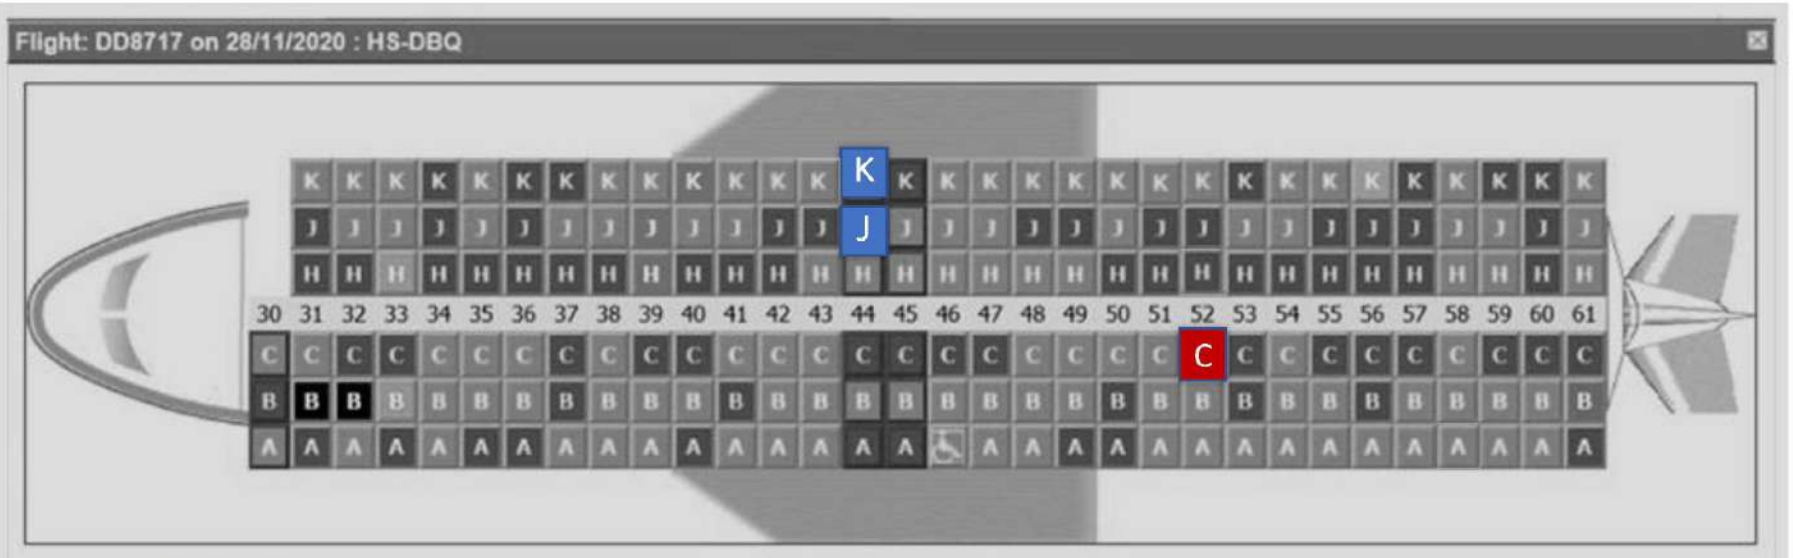 Flight: DD8717 on 28/11/2020 : HS-DBQ
K K K K K K K K K K K K K K K K K K K K K K K K K K K K K K K
J J J J J J J J J J J J J J J J J J J J J J J J J J J J J J J
H H H H H H H H H H H H H H H H H H H H H H H H H H H H H H H
30 31 32 33 34 35 36 37 38 39 40 41 42 43 44 45 46 47 48 49 50 51 52 53 54 55 56 57 58 59 60 61
C C C C C C C C C C C C C C C C C C C C C C C C C C C C C C C C
B B B B B B B B B B B B B B B B B B B B B B B B B B B B B B B B
A A A A A A A A A A A A A A A A A A A A A A A A A A A A A A A